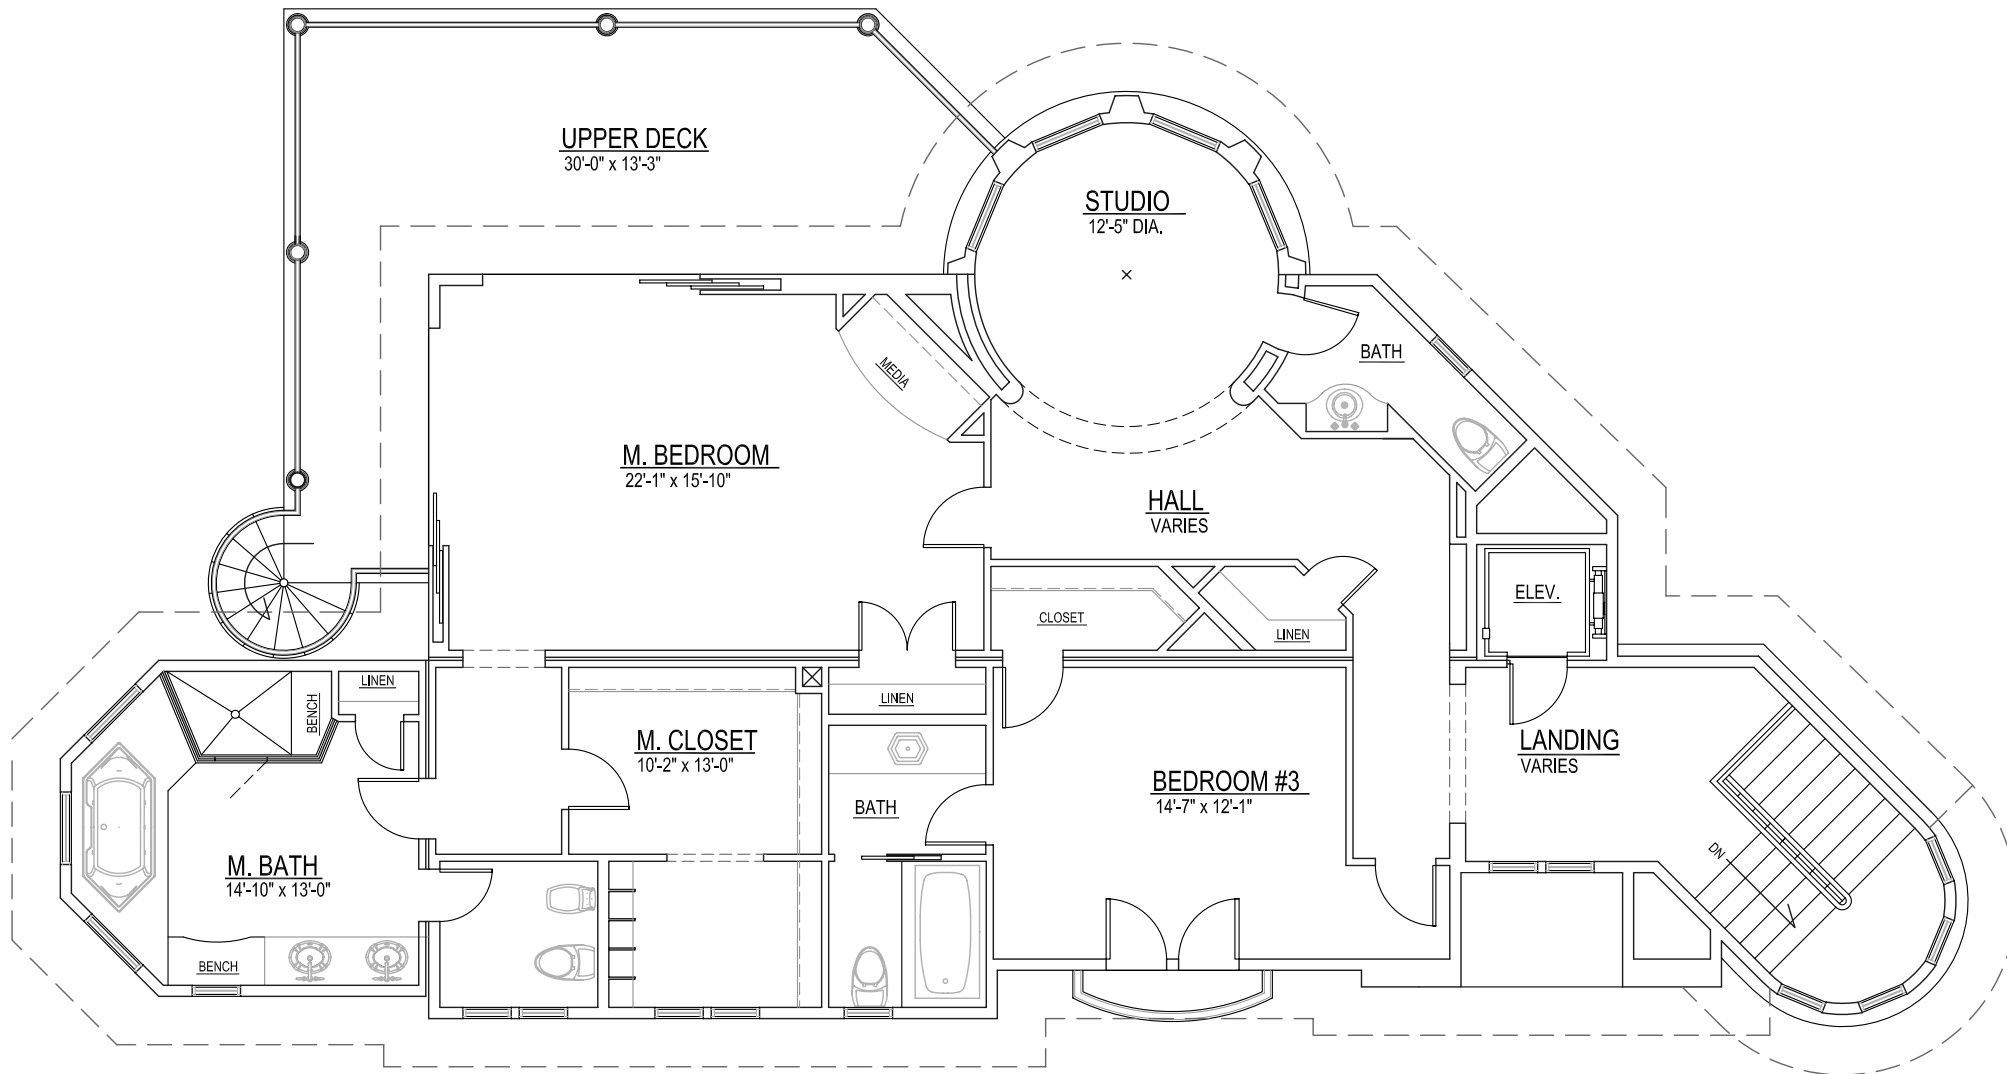 UPPER DECK
30'-0" x 13'-3"
STUDIO
12'-5" DIA.
BATH
MEDIA
M. BEDROOM
22'-1" x 15'-10"
HALL
VARIES
ELEV.
CLOSET
LINEN
LINEN
BENCH
LINEN
M. CLOSET
10'-2" x 13'-0"
LANDING
VARIES
BEDROOM #3
14'-7" x 12'-1"
BATH
M. BATH
14'-10" x 13'-0"
DN
BENCH